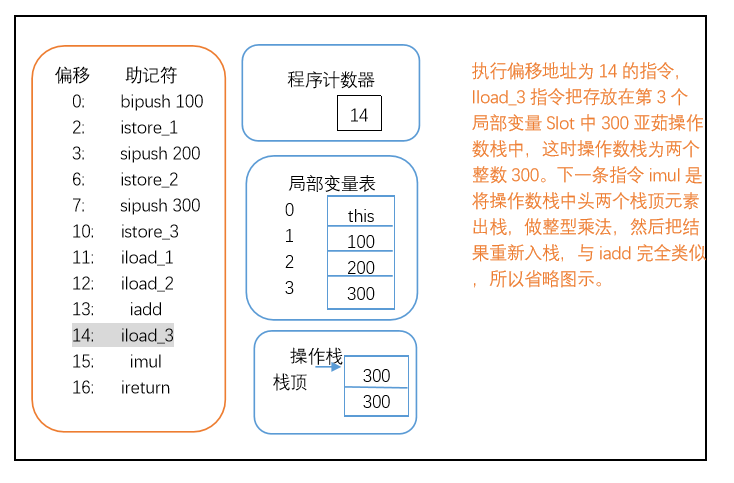 偏移 助记符
0: bipush 100
2: istore_1
3: sipush 200
6: istore_2
7: sipush 300
10: istore_3
11: iload_1
12: iload_2
13: iadd
14: iload_3
15: imul
16: ireturn
程序计数器
14
局部变量表
0 this
1 100
2 200
3 300
操作栈
栈顶 300
300
执行偏移地址为 14 的指令，
Iload_3 指令把存放在第 3 个
局部变量 Slot 中 300 亚茹操作
数栈中，这时操作数栈为两个
整数 300。下一条指令 imul 是
将操作数栈中头两个栈顶元素
出栈，做整型乘法，然后把结
果重新入栈，与 iadd 完全类似
，所以省略图示。